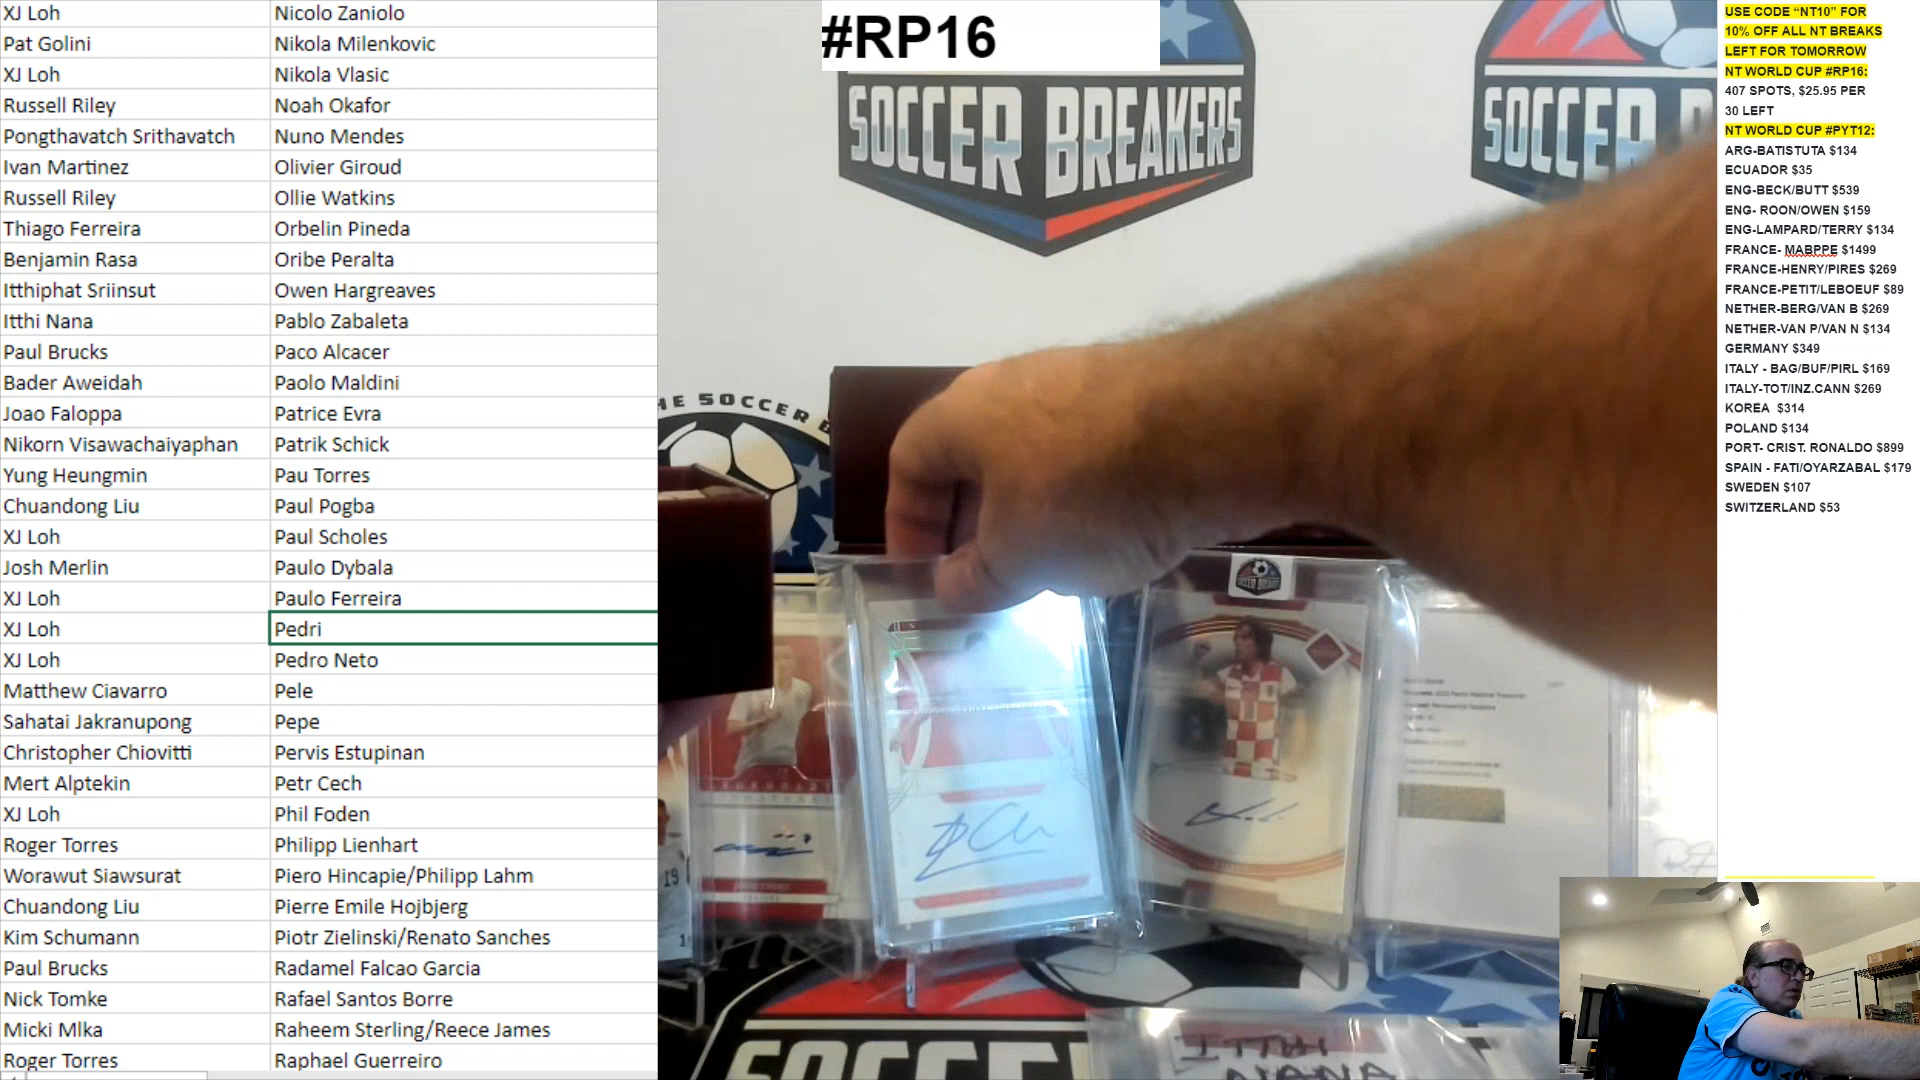 XJ Loh Nicolo Zaniolo
Pat Golini Nikola Milenkovic
XJ Loh Nikola Vlasic
Russell Riley Noah Okafor
Pongthavatch Srithavatch Nuno Mendes
Ivan Martinez Olivier Giroud
Russell Riley Ollie Watkins
Thiago Ferreira Orbelin Pineda
Benjamin Rasa Oribe Peralta
Itthiphat Sriinsut Owen Hargreaves
Itthi Nana Pablo Zabaleta
Paul Brucks Paco Alcacer
Bader Aweidah Paolo Maldini
Joao Faloppa Patrice Evra
Nikorn Visawachaiyaphan Patrik Schick
Yung Heungmin Pau Torres
Chuandong Liu Paul Pogba
XJ Loh Paul Scholes
Josh Merlin Paulo Dybala
XJ Loh Paulo Ferreira
XJ Loh Pedri
XJ Loh Pedro Neto
Matthew Ciavarro Pele
Sahatai Jakranupong Pepe
Christopher Chiovitti Pervis Estupinan
Mert Alptekin Petr Cech
XJ Loh Phil Foden
Roger Torres Philipp Lienhart
Worawut Siawsurat Piero Hincapie/Philipp Lahm
Chuandong Liu Pierre Emile Hojbjerg
Kim Schumann Piotr Zielinski/Renato Sanches
Paul Brucks Radamel Falcao Garcia
Nick Tomke Rafael Santos Borre
Micki Mlka Raheem Sterling/Reece James
Roger Torres Raphael Guerreiro
#RP16
SOCCER BREAKERS
SOCCER B
HE SOCCER B
SOCCER
ITTHI
NANA
USE CODE “NT10” FOR
10% OFF ALL NT BREAKS
LEFT FOR TOMORROW
NT WORLD CUP #RP16:
407 SPOTS, $25.95 PER
30 LEFT
NT WORLD CUP #PYT12:
ARG-BATISTUTA $134
ECUADOR $35
ENG-BECK/BUTT $539
ENG- ROON/OWEN $159
ENG-LAMPARD/TERRY $134
FRANCE- MABPPE $1499
FRANCE-HENRY/PIRES $269
FRANCE-PETIT/LEBOEUF $89
NETHER-BERG/VAN B $269
NETHER-VAN P/VAN N $134
GERMANY $349
ITALY - BAG/BUF/PIRL $169
ITALY-TOT/INZ.CANN $269
KOREA $314
POLAND $134
PORT- CRIST. RONALDO $899
SPAIN - FATI/OYARZABAL $179
SWEDEN $107
SWITZERLAND $53